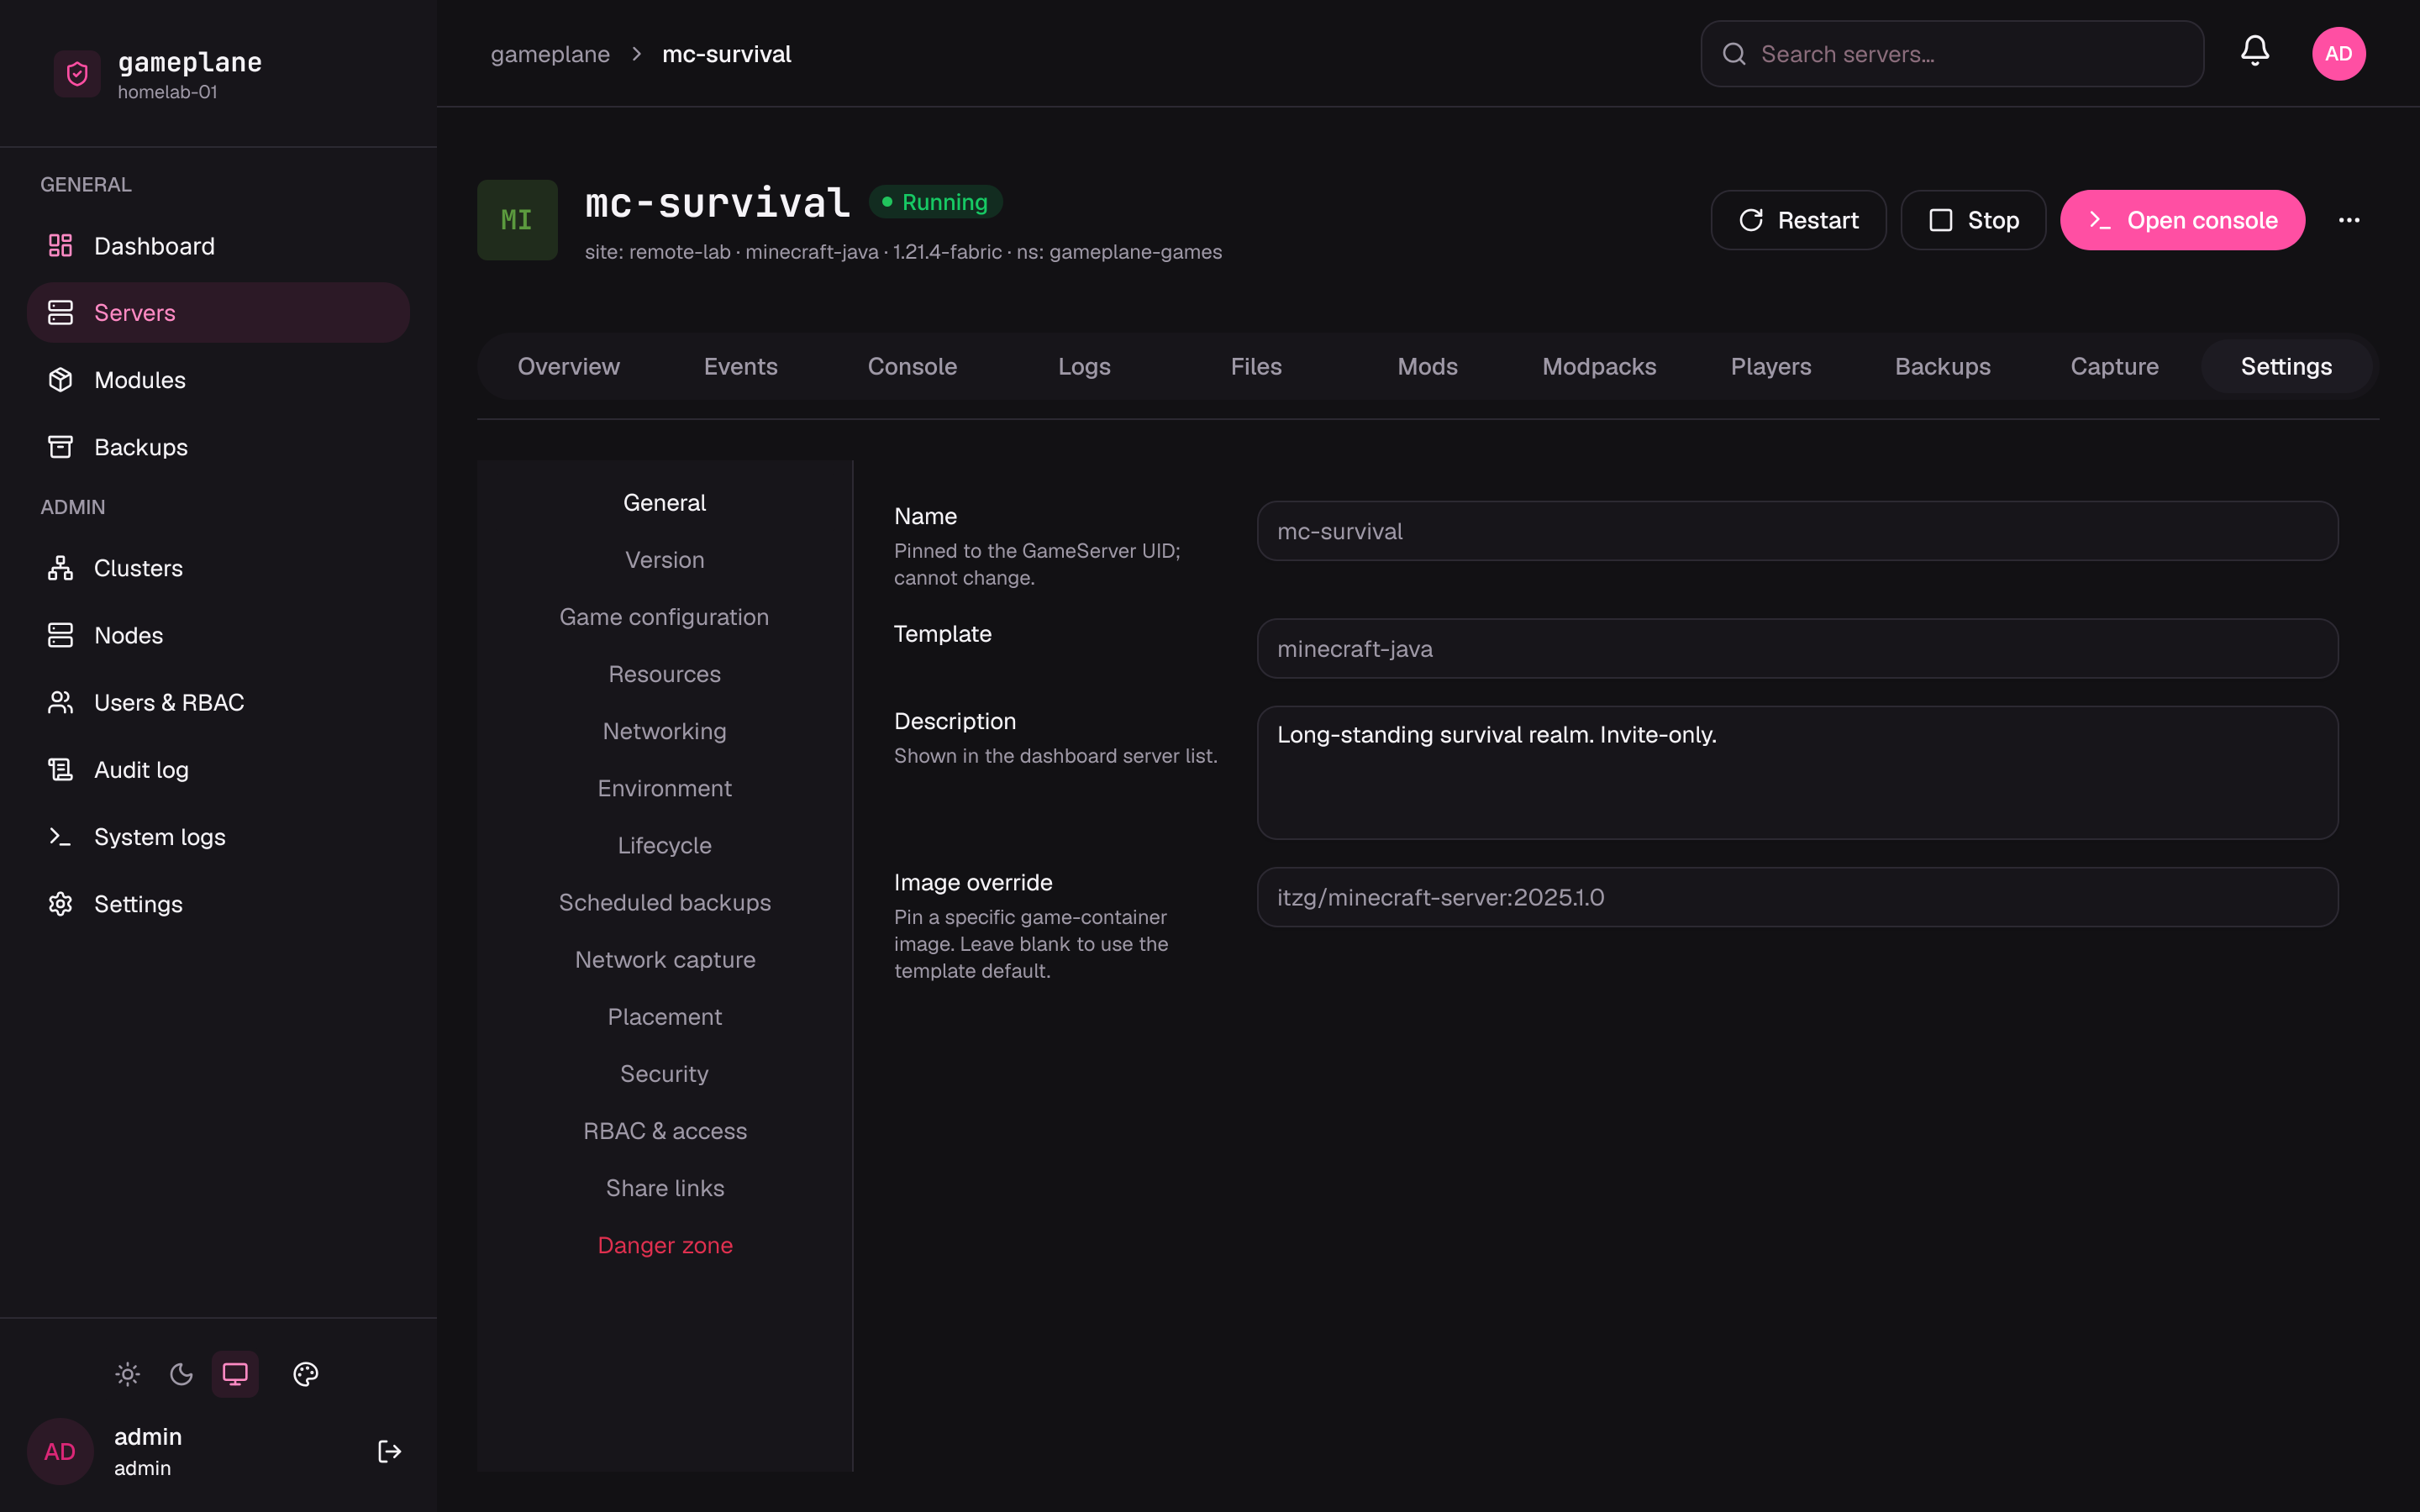 gameplane
homelab-01
GENERAL
Dashboard
Servers
Modules
Backups
ADMIN
Clusters
Nodes
Users & RBAC
Audit log
System logs
Settings
AD
admin
admin
gameplane
mc-survival
Search servers...
AD
MI
mc-survival
Running
site: remote-lab · minecraft-java · 1.21.4-fabric · ns: gameplane-games
Restart
Stop
Open console
Overview
Events
Console
Logs
Files
Mods
Modpacks
Players
Backups
Capture
Settings
General
Version
Game configuration
Resources
Networking
Environment
Lifecycle
Scheduled backups
Network capture
Placement
Security
RBAC & access
Share links
Danger zone
Name
Pinned to the GameServer UID;
cannot change.
mc-survival
Template
minecraft-java
Description
Shown in the dashboard server list.
Long-standing survival realm. Invite-only.
Image override
Pin a specific game-container
image. Leave blank to use the
template default.
itzg/minecraft-server:2025.1.0